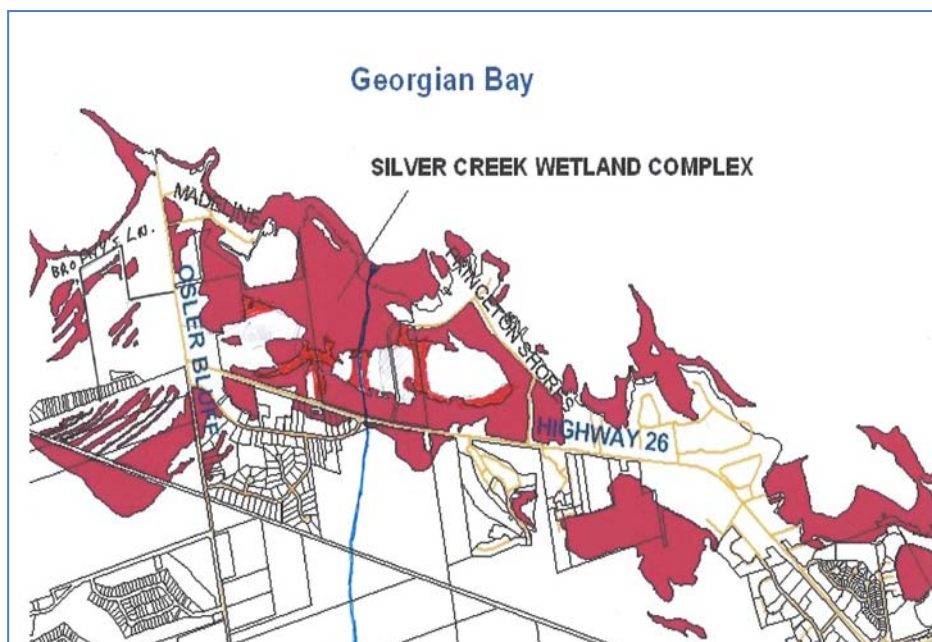 Georgian Bay
SILVER CREEK WETLAND COMPLEX
MADELINE
OSLER BLUFF
PRINCETON SHORES
HIGHWAY 26